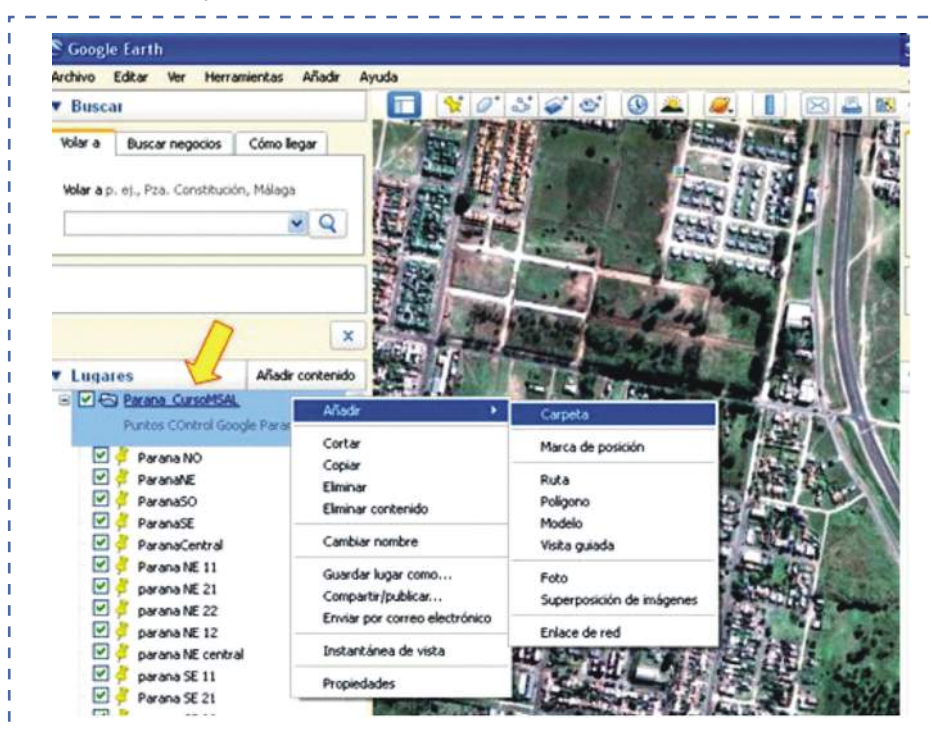 Google Earth
Archivo Editar Ver Herramientas Añadir Ayuda
Buscar
Volar a Buscar negocios Cómo llegar
Volar a p. ej., Pza. Constitución, Málaga
Lugares Añadir contenido
Parana_CursoMSAL
Puntos COntrol Google Para
Parana NO
ParanaNE
ParanaSO
ParanaSE
ParanaCentral
Parana NE 11
parana NE 21
parana NE 22
parana NE 12
parana NE central
parana SE 11
Parana SE 21
Añadir
Cortar
Copiar
Eliminar
Eliminar contenido
Cambiar nombre
Guardar lugar como...
Compartir/publicar...
Enviar por correo electrónico
Instantánea de vista
Propiedades
Carpeta
Marca de posición
Ruta
Polígono
Modelo
Visita guiada
Foto
Superposición de imágenes
Enlace de red